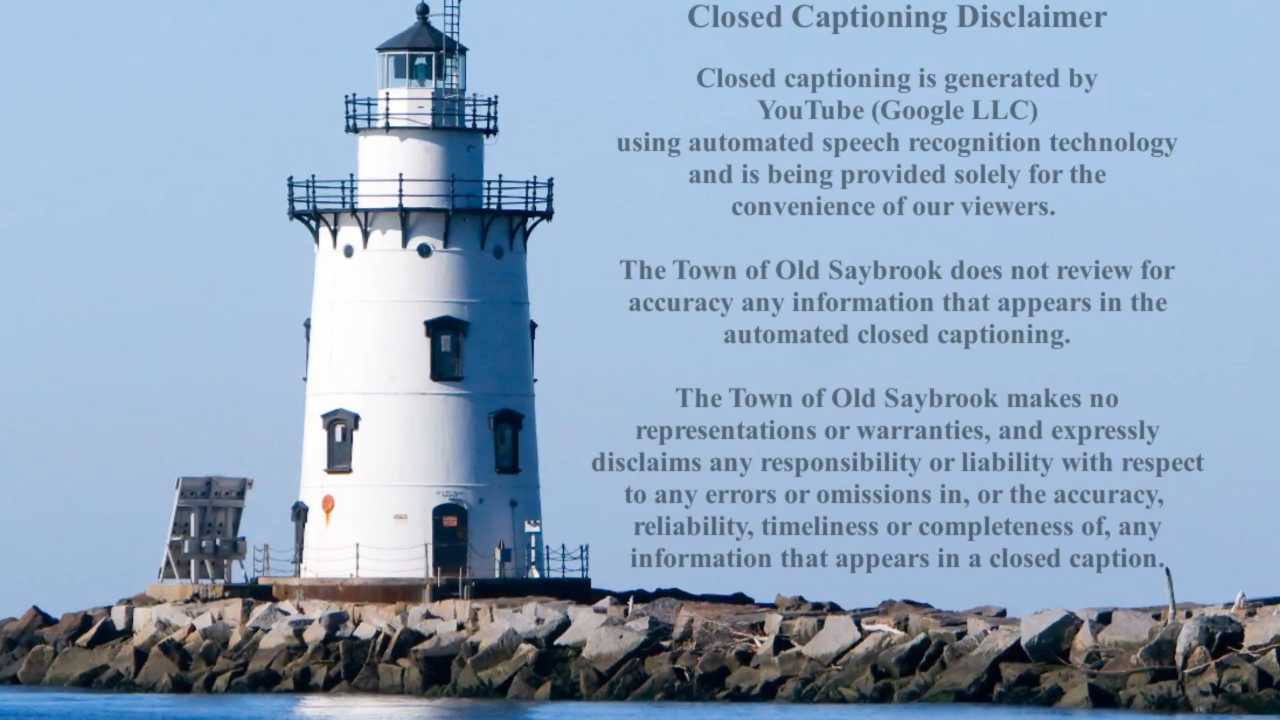 Closed Captioning Disclaimer
Closed captioning is generated by
YouTube (Google LLC)
using automated speech recognition technology
and is being provided solely for the
convenience of our viewers.
The Town of Old Saybrook does not review for
accuracy any information that appears in the
automated closed captioning.
The Town of Old Saybrook makes no
representations or warranties, and expressly
disclaims any responsibility or liability with respect
to any errors or omissions in, or the accuracy,
reliability, timeliness or completeness of, any
information that appears in a closed caption.